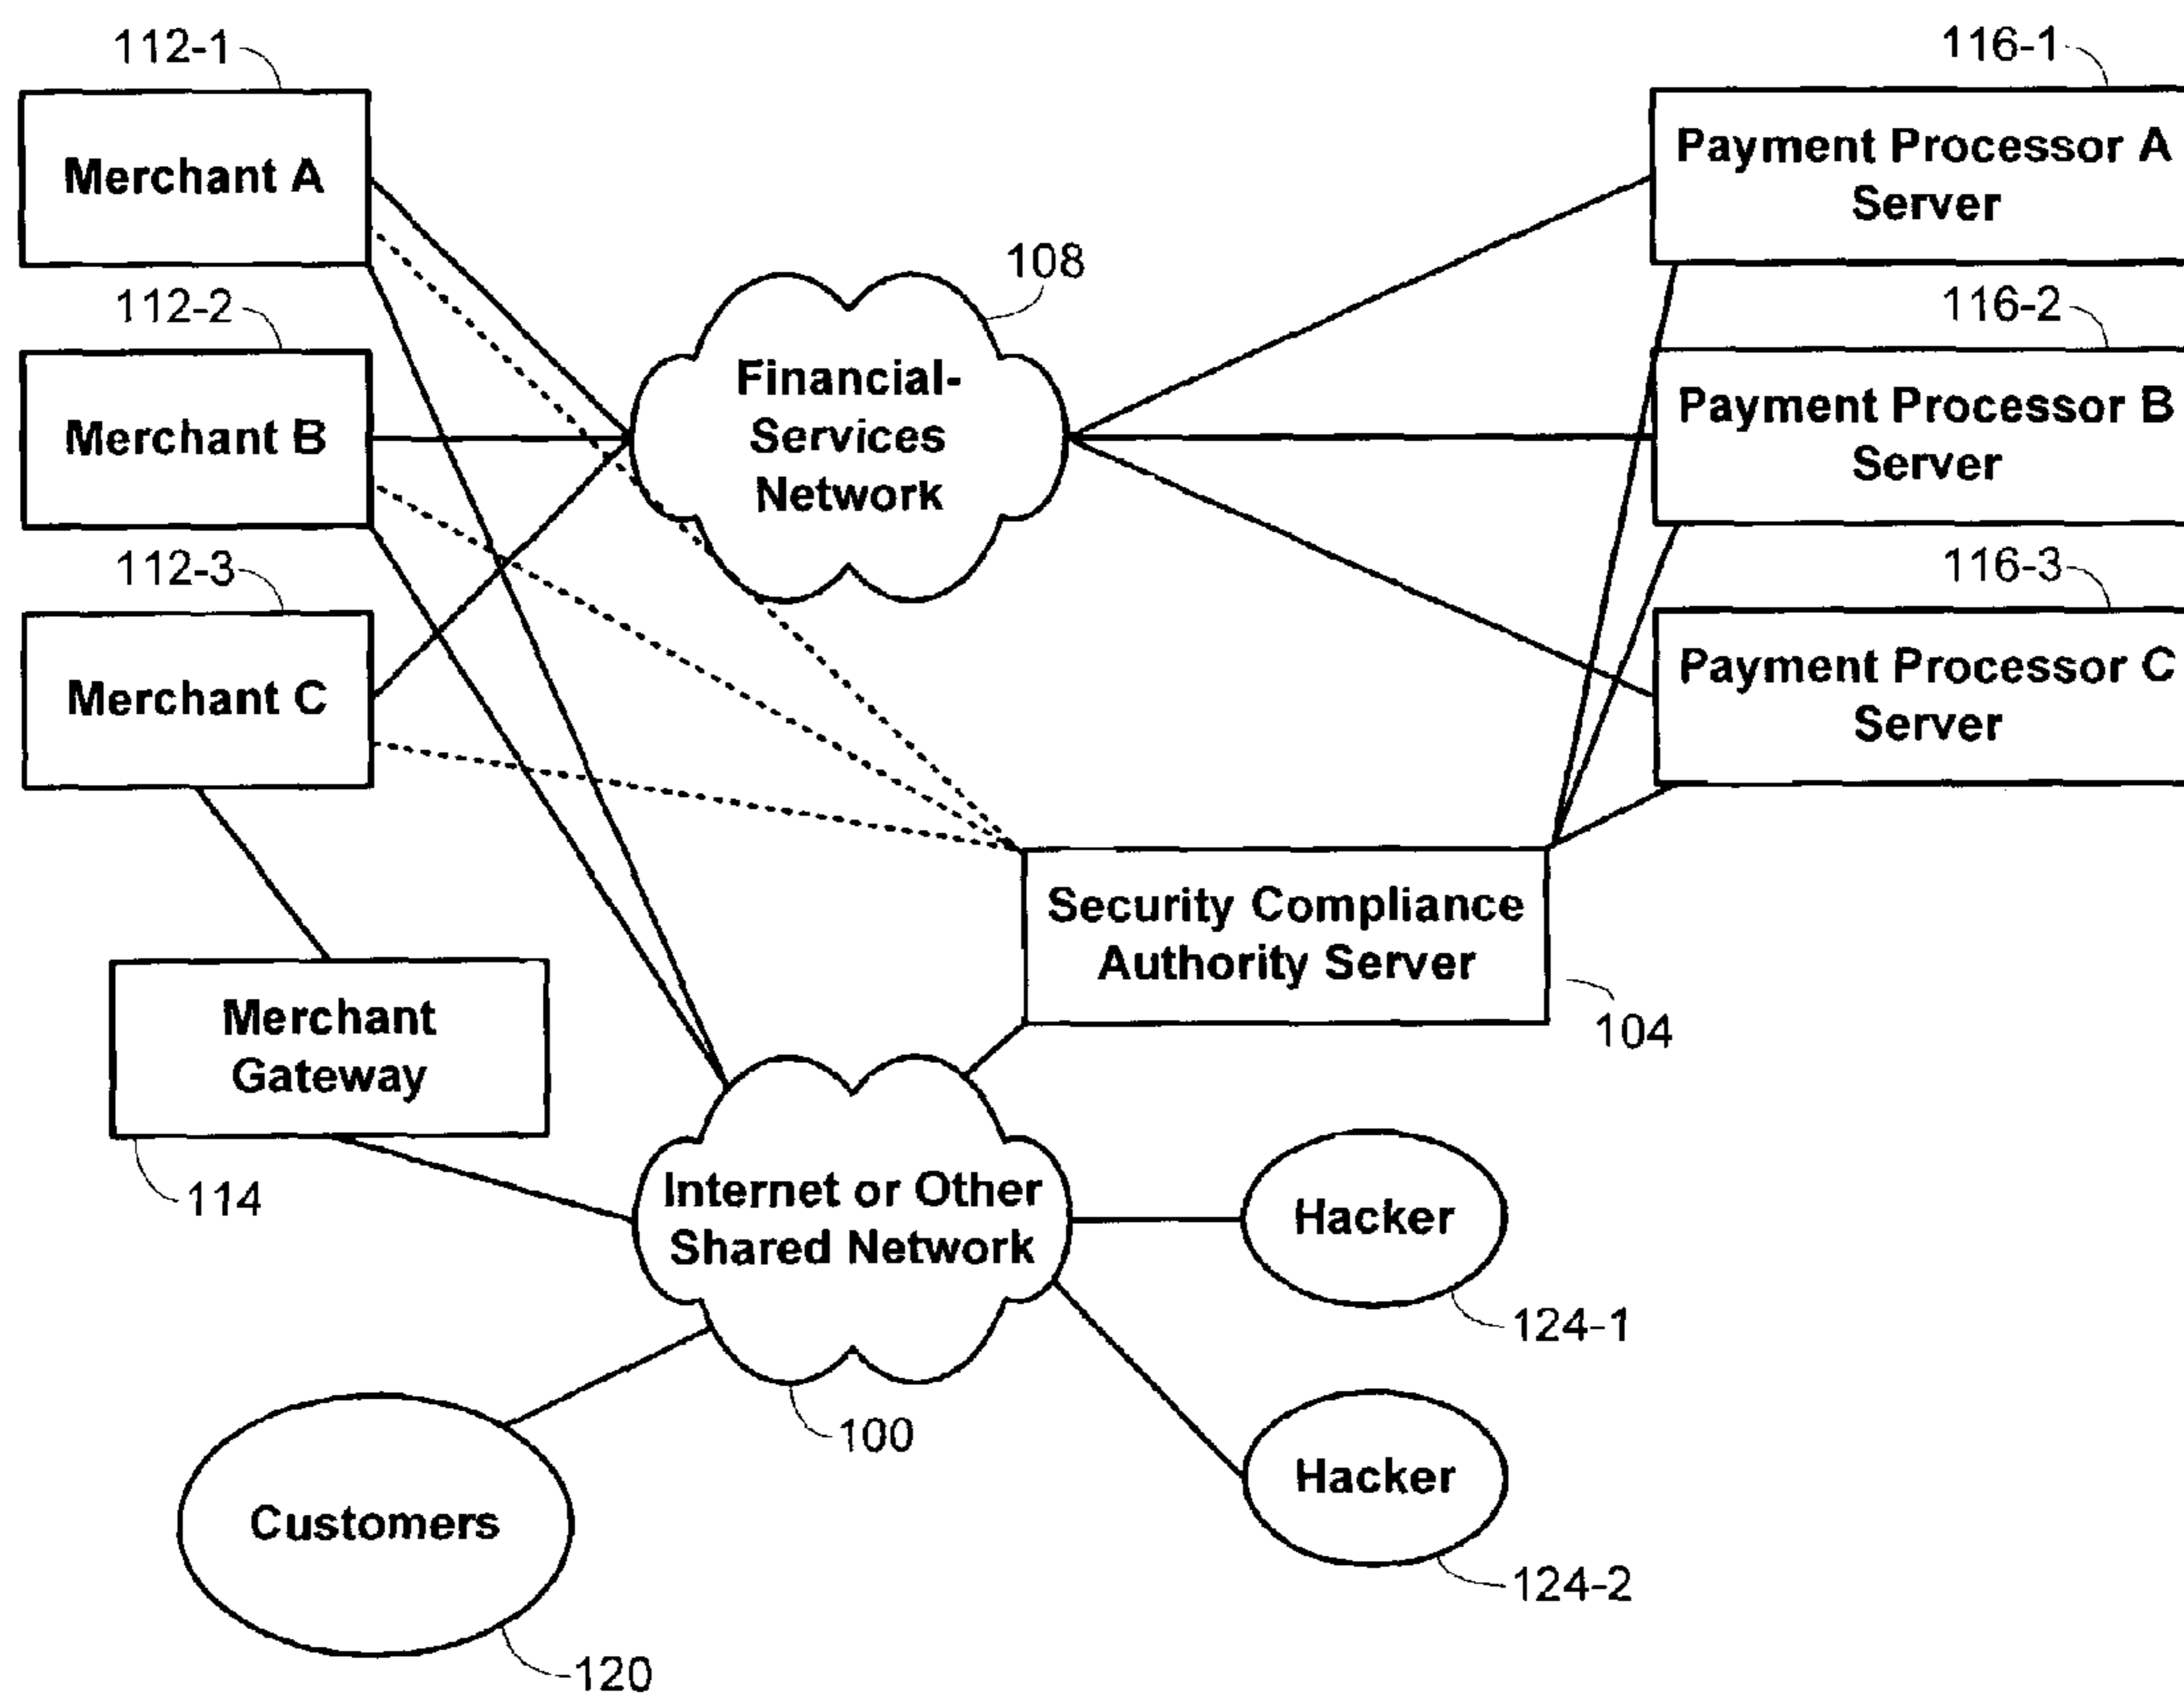 112-1
116-1
Merchant A
Payment Processor A
Server
108
112-2
116-2
Financial-
Services
Network
Merchant B
Payment Processor B
Server
112-3
116-3
Merchant C
Payment Processor C
Server
Security Compliance
Authority Server
104
Merchant
Gateway
114
Internet or Other
Shared Network
Hacker
124-1
100
Hacker
124-2
Customers
120